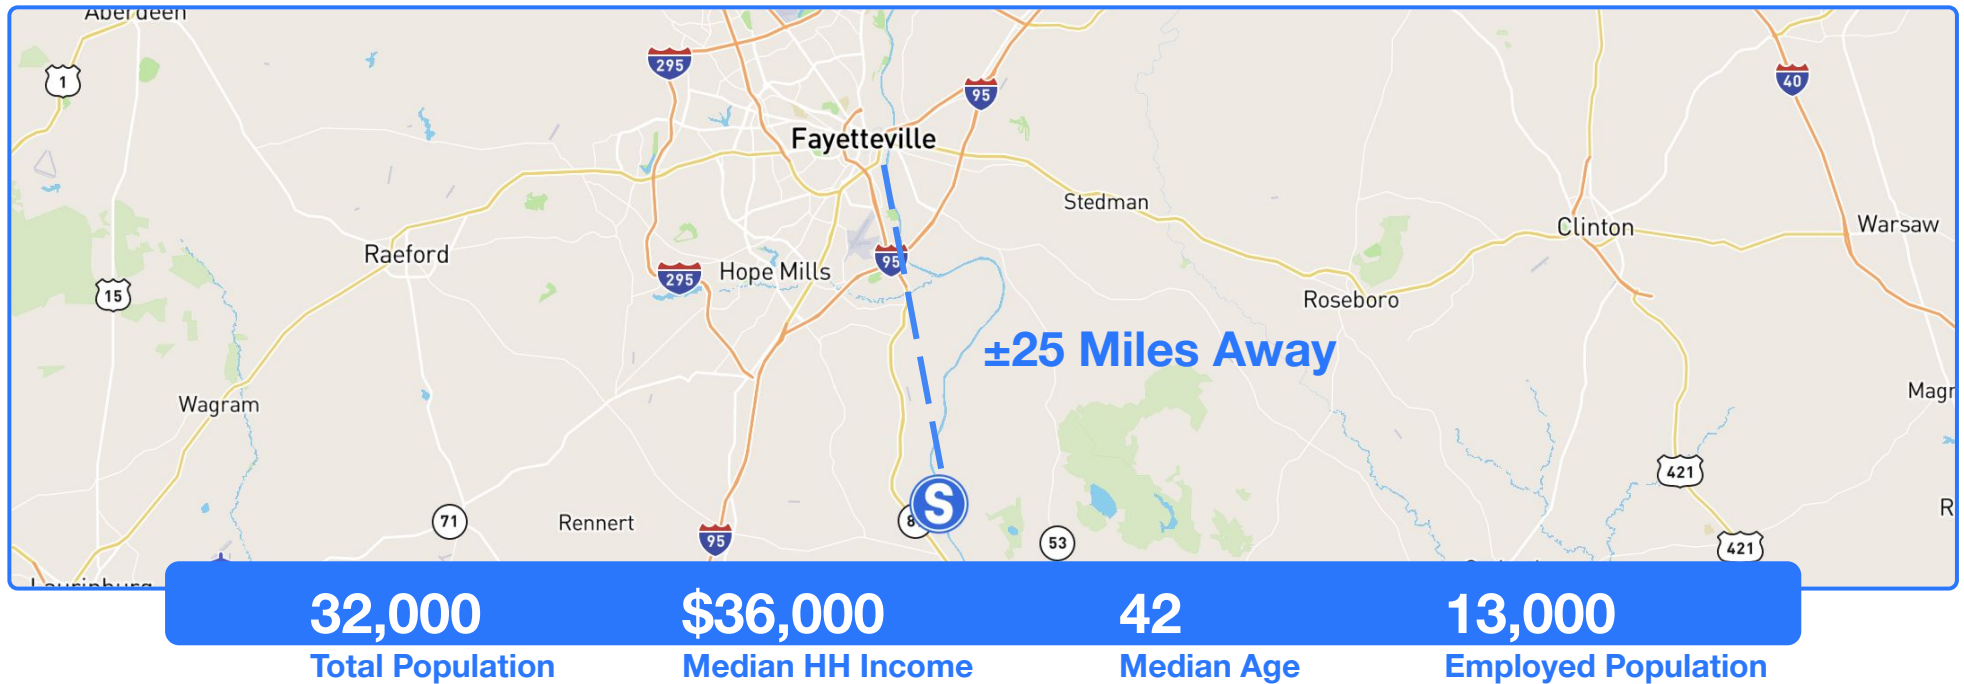 Aberdeen
1
295
95
40
Fayetteville
Stedman
Clinton
Warsaw
Raeford
Hope Mills
95
295
15
Roseboro
±25 Miles Away
Wagram
Magr
421
S
71
Rennert
8
R
95
53
421
Laurinburg
32,000
$36,000
42
13,000
Total Population
Median HH Income
Median Age
Employed Population